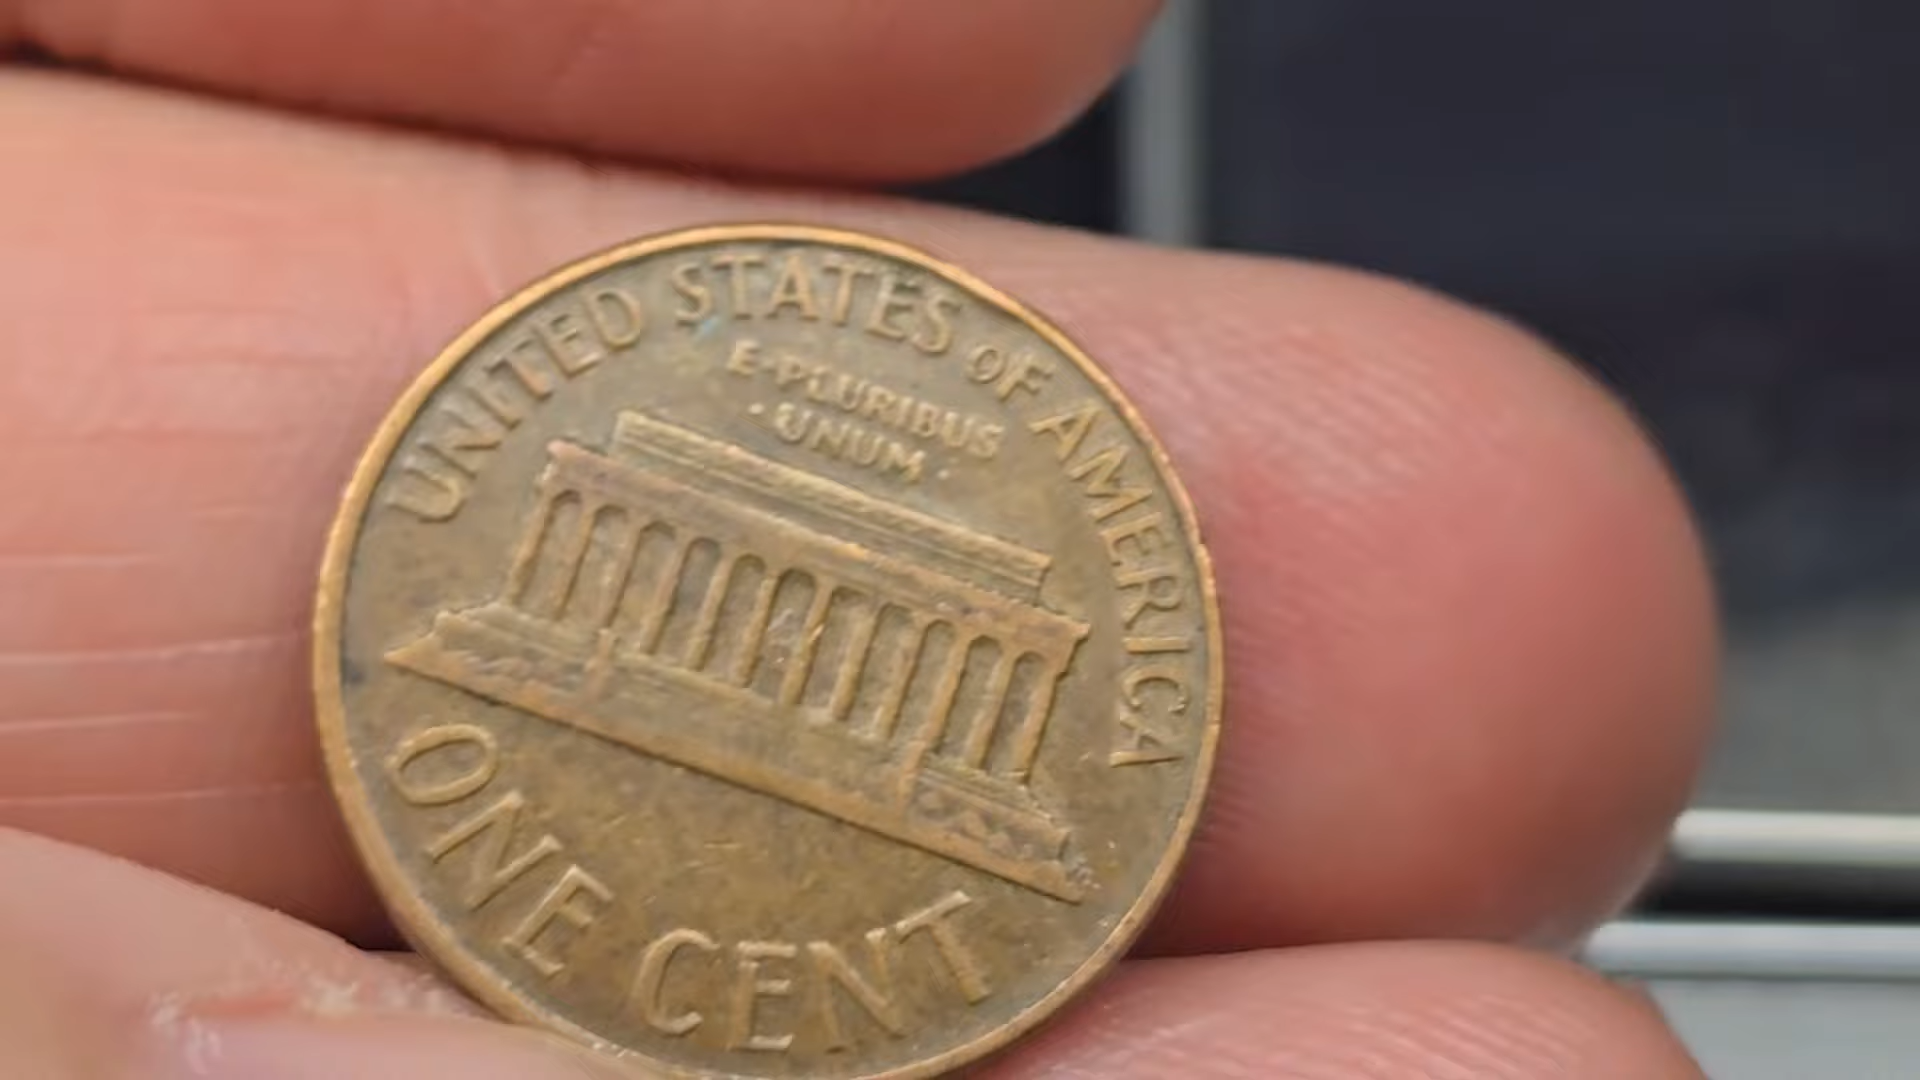 UNITED STATES OF AMERICA
E·PLURIBUS
·UNUM·
ONE CENT